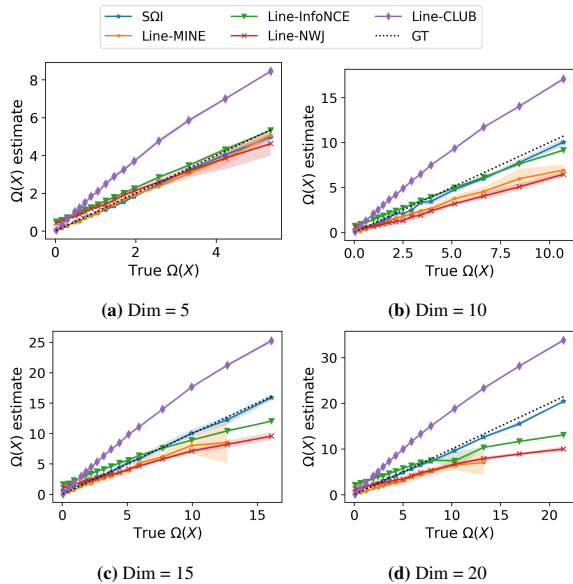 SΩI
Line-InfoNCE
Line-CLUB
Line-MINE
Line-NWJ
GT
8
6
4
2
0
Ω(X) estimate
0
2
4
True Ω(X)
(a) Dim = 5
15
10
5
0
Ω(X) estimate
0.0
2.5
5.0
7.5
10.0
True Ω(X)
(b) Dim = 10
25
20
15
10
5
0
Ω(X) estimate
0
5
10
15
True Ω(X)
(c) Dim = 15
30
20
10
0
Ω(X) estimate
0
5
10
15
20
True Ω(X)
(d) Dim = 20